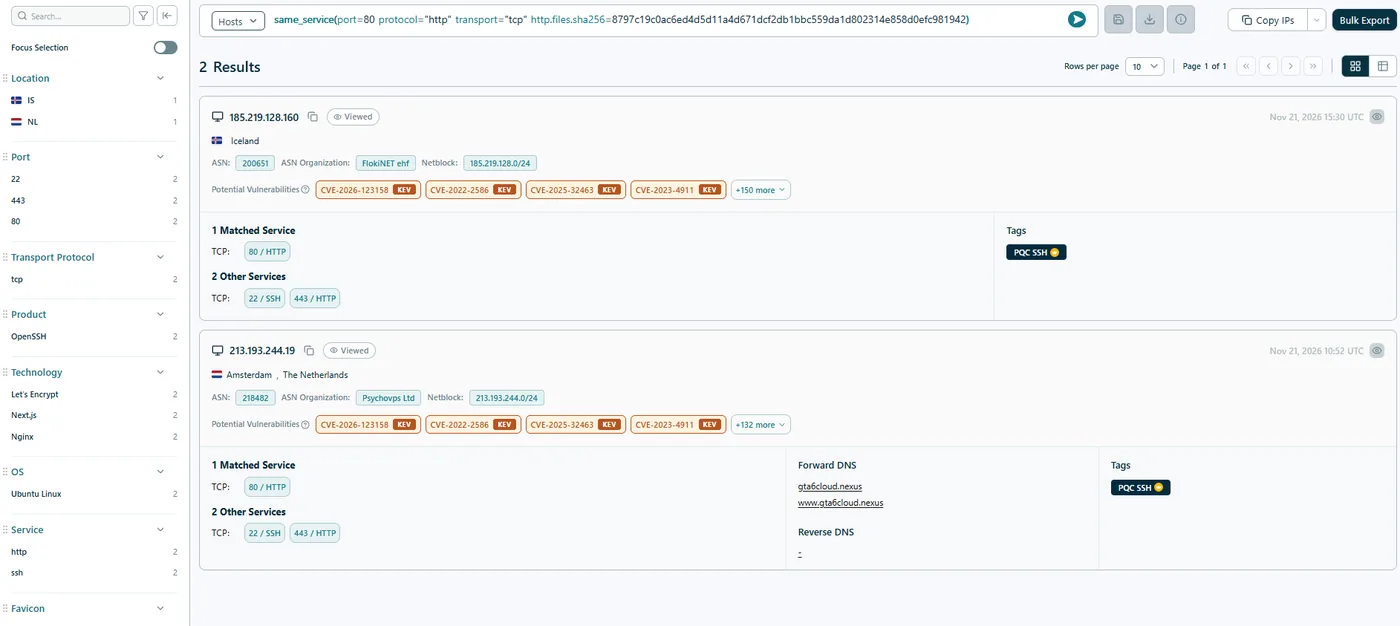 Search...
Focus Selection
Location
IS 1
NL 1
Port
22 2
443 2
80 2
Transport Protocol
tcp 2
Product
OpenSSH 2
Technology
Let's Encrypt 2
Next.js 2
Nginx 2
OS
Ubuntu Linux 2
Service
http 2
ssh 2
Favicon
Hosts same_service(port=80 protocol="http" transport="tcp" http.files.sha256=8797c19c0ac6ed4d5d11a4d671dcf2db1bbc559da1d802314e858d0efc981942)
Copy IPs Bulk Export
2 Results
Rows per page 10 Page 1 of 1
185.219.128.160 Viewed Nov 21, 2026 15:30 UTC
Iceland
ASN: 200651 ASN Organization: FlokiNET ehf Netblock: 185.219.128.0/24
Potential Vulnerabilities CVE-2026-123158 KEV CVE-2022-2586 KEV CVE-2025-32463 KEV CVE-2023-4911 KEV +150 more
1 Matched Service
TCP: 80 / HTTP
2 Other Services
TCP: 22 / SSH 443 / HTTP
Tags
PQC SSH
213.193.244.19 Viewed Nov 21, 2026 10:52 UTC
Amsterdam , The Netherlands
ASN: 218482 ASN Organization: Psychovps Ltd Netblock: 213.193.244.0/24
Potential Vulnerabilities CVE-2026-123158 KEV CVE-2022-2586 KEV CVE-2025-32463 KEV CVE-2023-4911 KEV +132 more
1 Matched Service
TCP: 80 / HTTP
2 Other Services
TCP: 22 / SSH 443 / HTTP
Forward DNS
gta6cloud.nexus
www.gta6cloud.nexus
Reverse DNS
-
Tags
PQC SSH